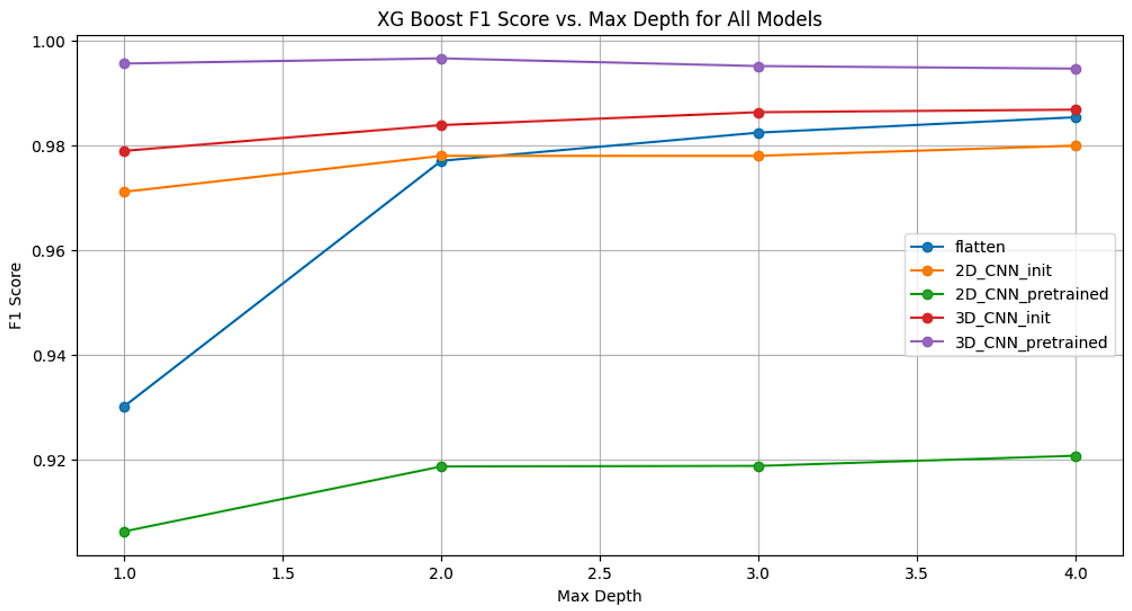 XG Boost F1 Score vs. Max Depth for All Models
1.00
0.98
0.96
0.94
0.92
F1 Score
flatten
2D_CNN_init
2D_CNN_pretrained
3D_CNN_init
3D_CNN_pretrained
1.0 1.5 2.0 2.5 3.0 3.5 4.0
Max Depth